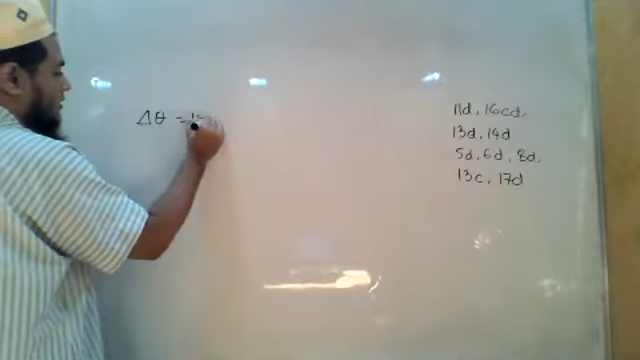 Δθ =
11d, 16cd,
13d, 14d
5d, 6d, 8d,
13c, 17d